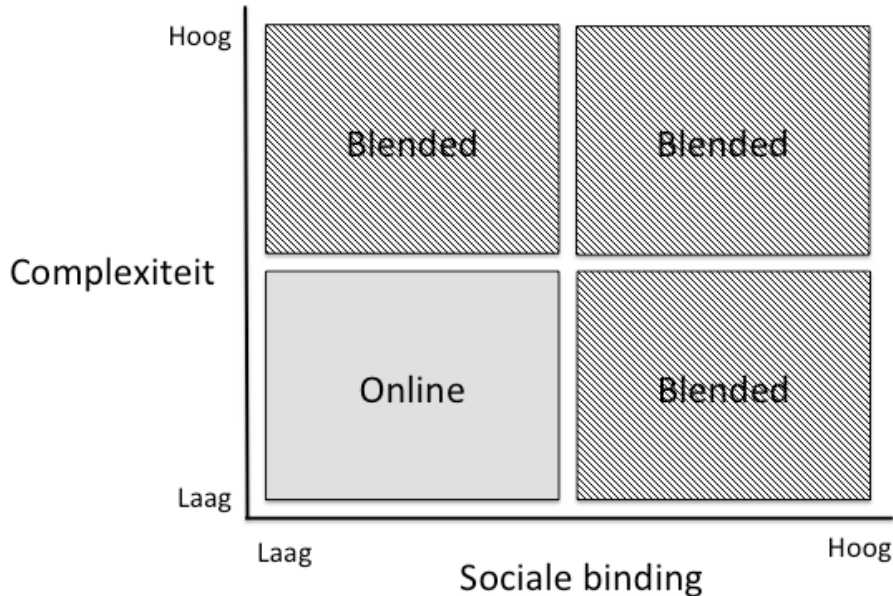 Hoog
Blended
Blended
Complexiteit
Online
Blended
Laag
Laag
Hoog
Sociale binding